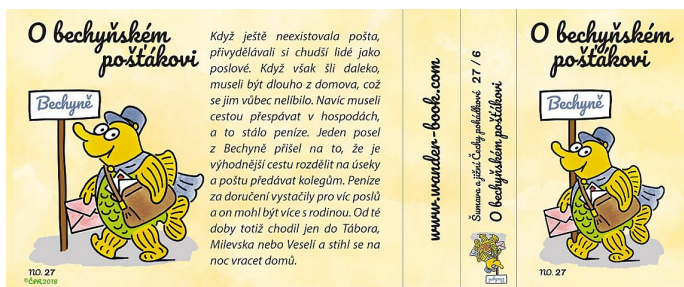 O bechyňském
pošťákovi
Bechyně
NO. 27
©ČPR2018
Když ještě neexistovala pošta,
přivydělávali si chudší lidé jako
poslové. Když však šli daleko,
museli být dlouho z domova, což
se jim vůbec nelíbilo. Navíc museli
cestou přespávat v hospodách,
a to stálo peníze. Jeden posel
z Bechyně přišel na to, že je
výhodnější cestu rozdělit na úseky
a poštu předávat kolegům. Peníze
za doručení vystačily pro víc poslů
a on mohl být více s rodinou. Od té
doby totiž chodil jen do Tábora,
Milevska nebo Veselí a stihl se na
noc vracet domů.
www.wander-book.com
Šumava a jižní Čechy pohádkové 27 / 6
O bechyňském pošťákovi
Bechyně
O bechyňském
pošťákovi
Bechyně
NO. 27